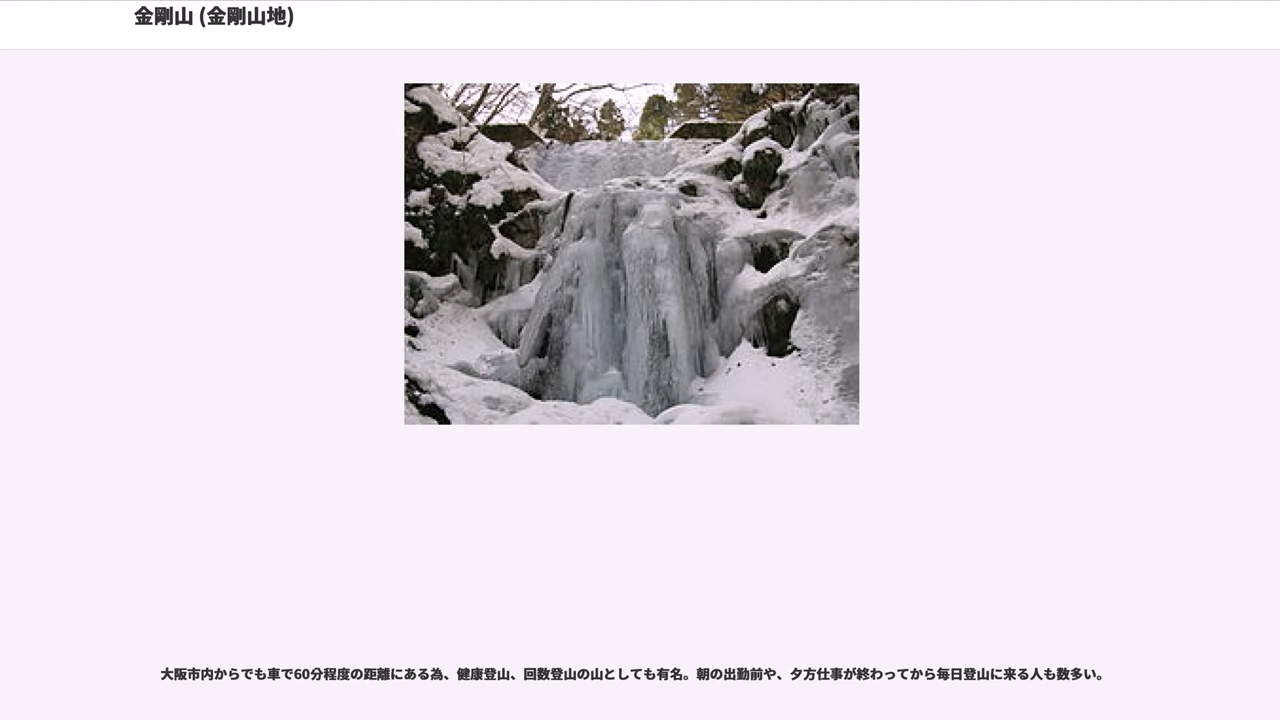 金剛山 (金剛山地)
大阪市内からでも車で60分程度の距離にある為、健康登山、回数登山の山としても有名。朝の出勤前や、夕方仕事が終わってから毎日登山に来る人も数多い。